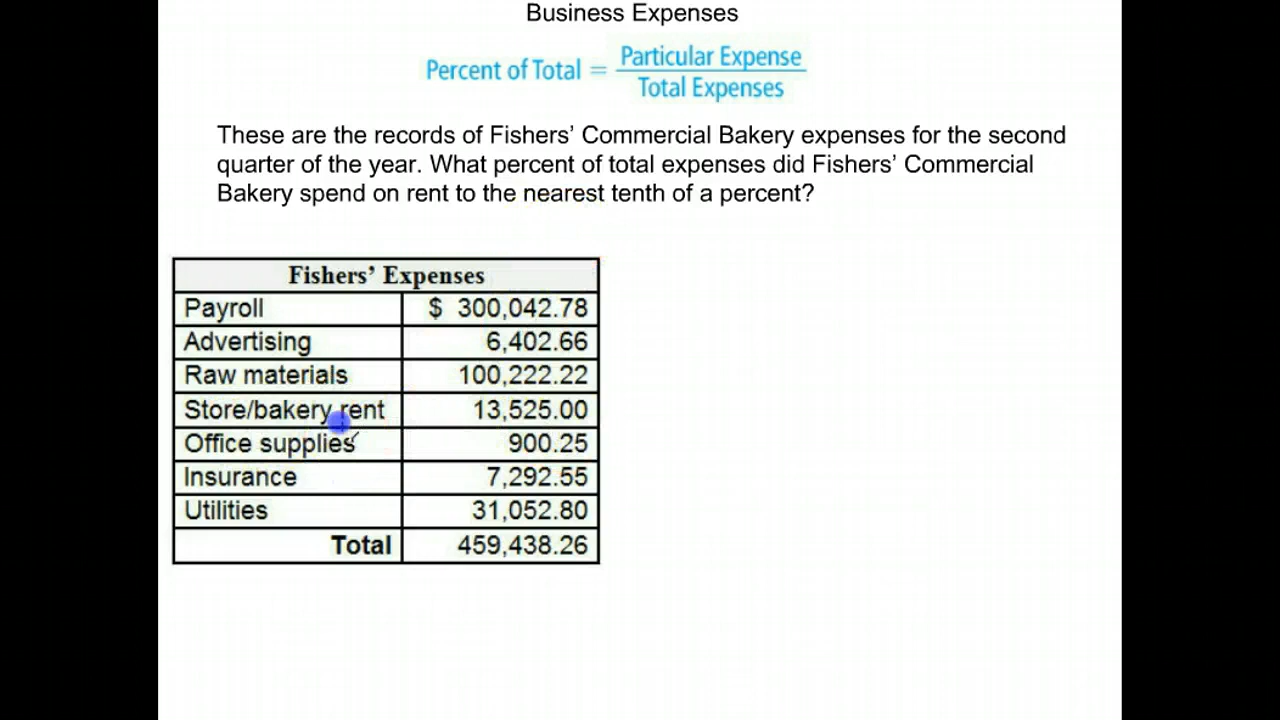 Business Expenses
Percent of Total = Particular Expense / Total Expenses
These are the records of Fishers’ Commercial Bakery expenses for the second
quarter of the year. What percent of total expenses did Fishers’ Commercial
Bakery spend on rent to the nearest tenth of a percent?
Fishers’ Expenses
Payroll $ 300,042.78
Advertising 6,402.66
Raw materials 100,222.22
Store/bakery rent 13,525.00
Office supplies 900.25
Insurance 7,292.55
Utilities 31,052.80
Total 459,438.26